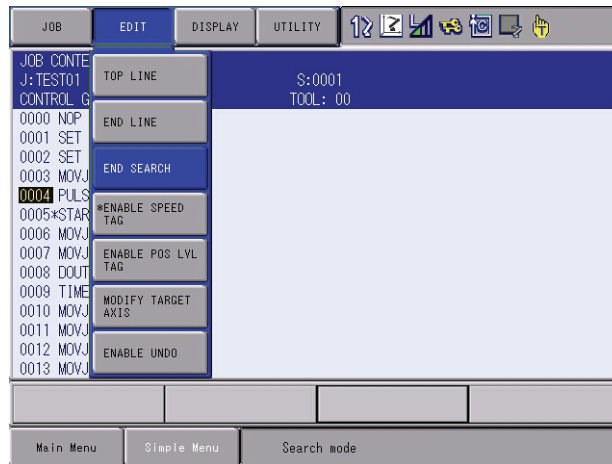 JOB EDIT DISPLAY UTILITY
JOB CONTE
J:TEST01 S:0001
CONTROL G TOOL: 00
0000 NOP
0001 SET
0002 SET
0003 MOVJ
0004 PULS
0005*STAR
0006 MOVJ
0007 MOVJ
0008 DOUT
0009 TIME
0010 MOVJ
0011 MOVJ
0012 MOVJ
0013 MOVJ
TOP LINE
END LINE
END SEARCH
*ENABLE SPEED
TAG
ENABLE POS LVL
TAG
MODIFY TARGET
AXIS
ENABLE UNDO
Main Menu Simple Menu Search mode